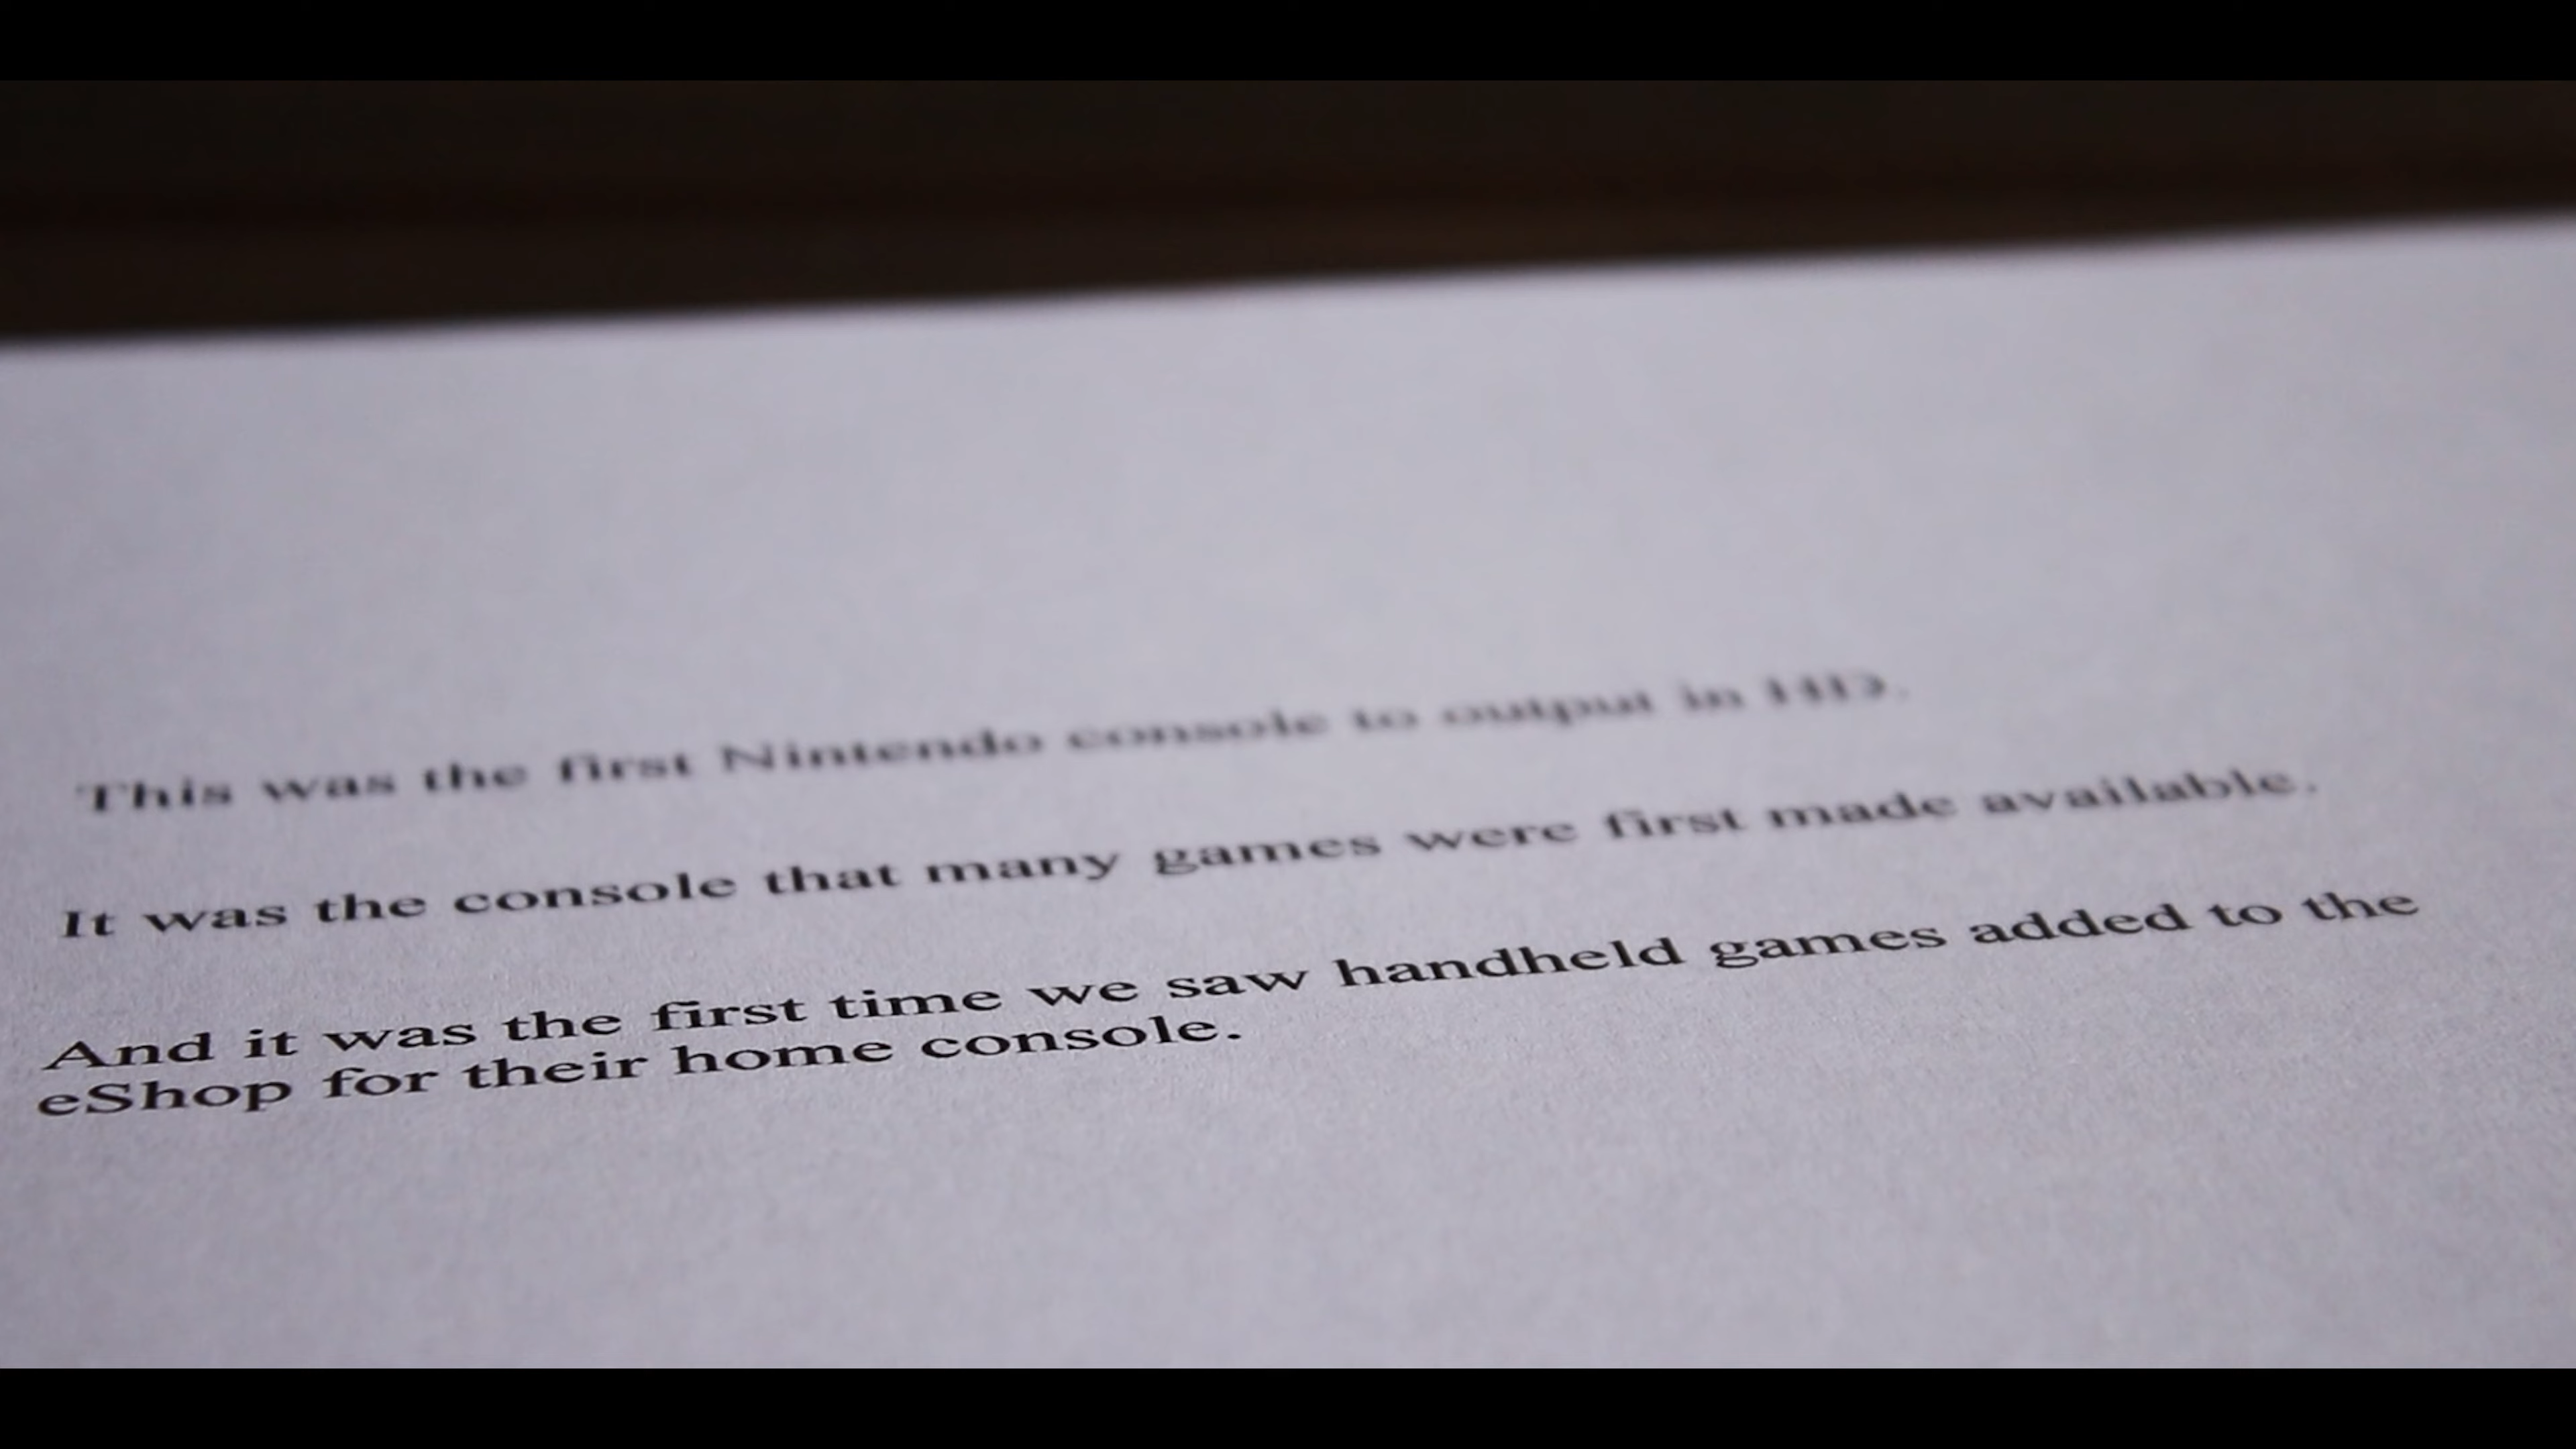 This was the first Nintendo console to output in HD.
It was the console that many games were first made available.
And it was the first time we saw handheld games added to the
eShop for their home console.